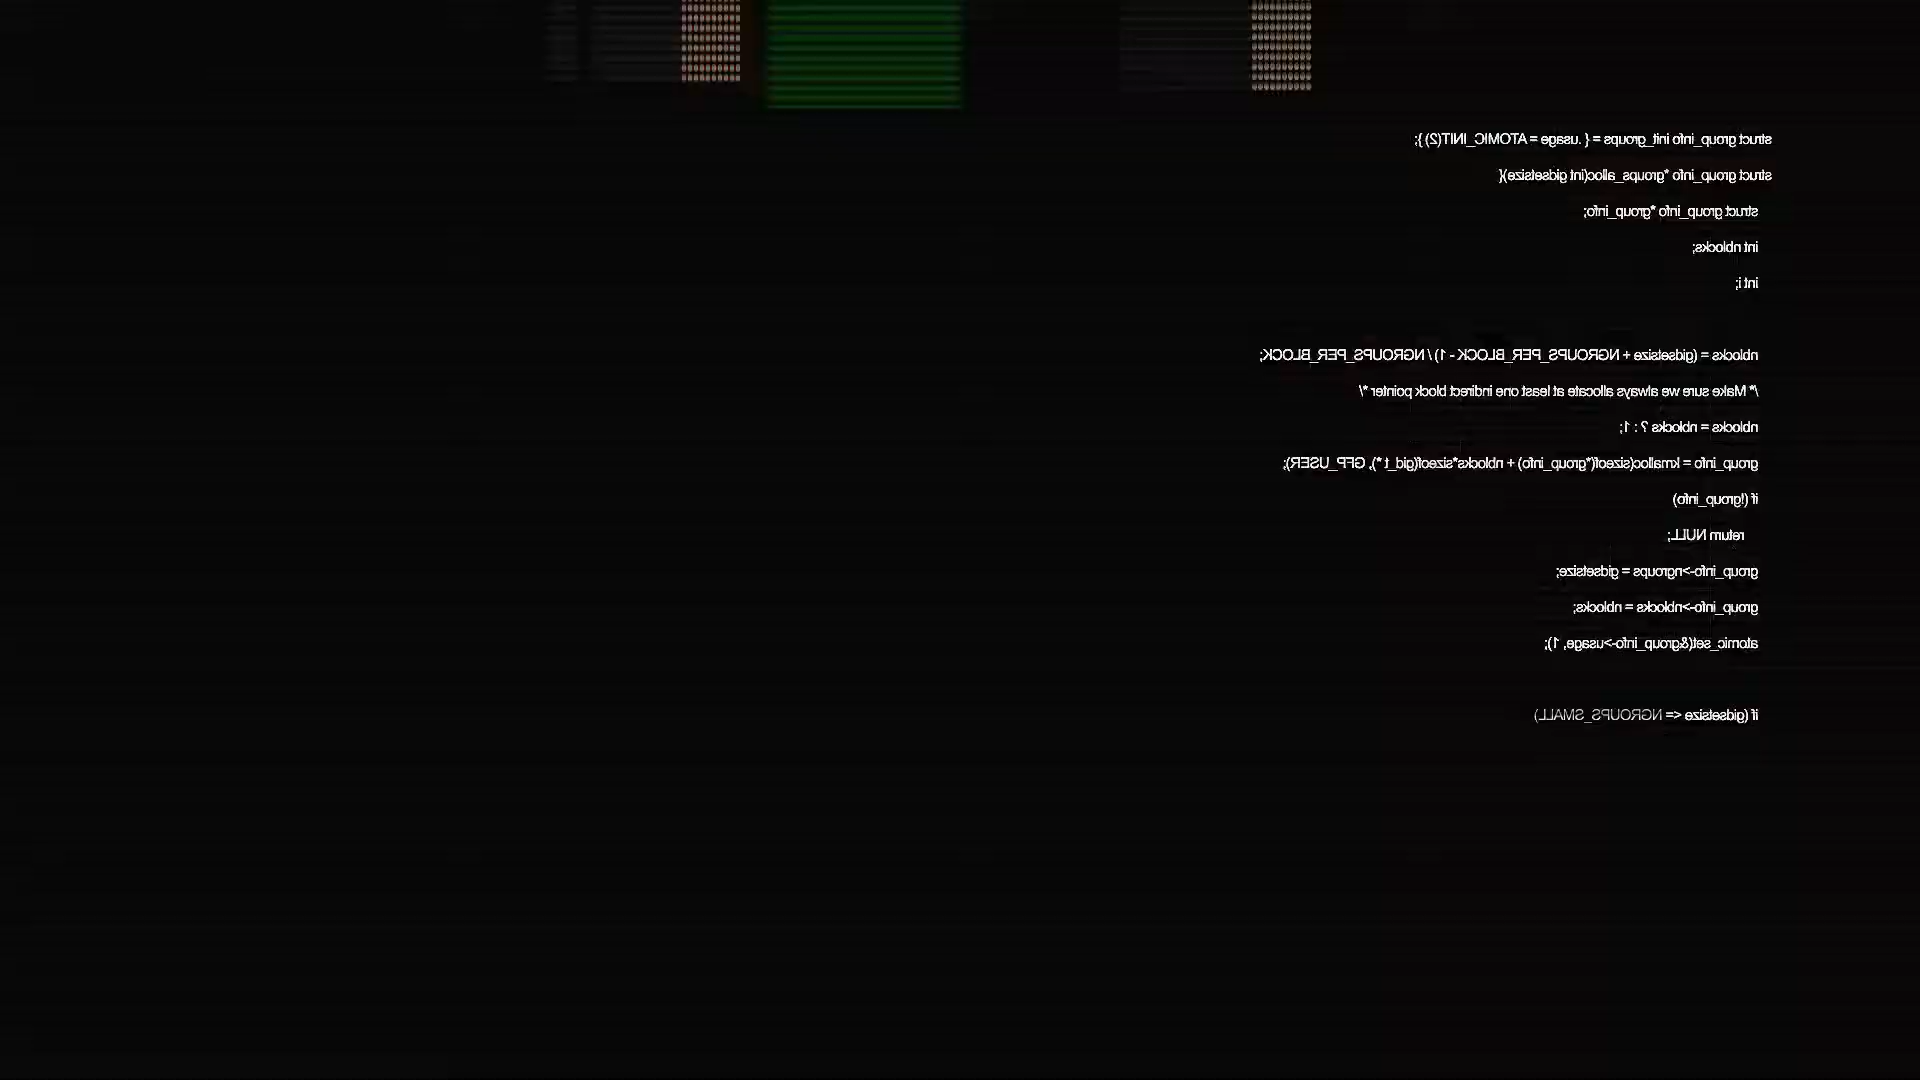 struct group_info init_groups = { .usage = ATOMIC_INIT(2) };
struct group_info *groups_alloc(int gidsetsize){
struct group_info *group_info;
int nblocks;
int i;
nblocks = (gidsetsize + NGROUPS_PER_BLOCK - 1) / NGROUPS_PER_BLOCK;
/* Make sure we always allocate at least one indirect block pointer */
nblocks = nblocks ? : 1;
group_info = kmalloc(sizeof(*group_info) + nblocks*sizeof(gid_t *), GFP_USER);
if (!group_info)
return NULL;
group_info->ngroups = gidsetsize;
group_info->nblocks = nblocks;
atomic_set(&group_info->usage, 1);
if (gidsetsize <= NGROUPS_SMALL)